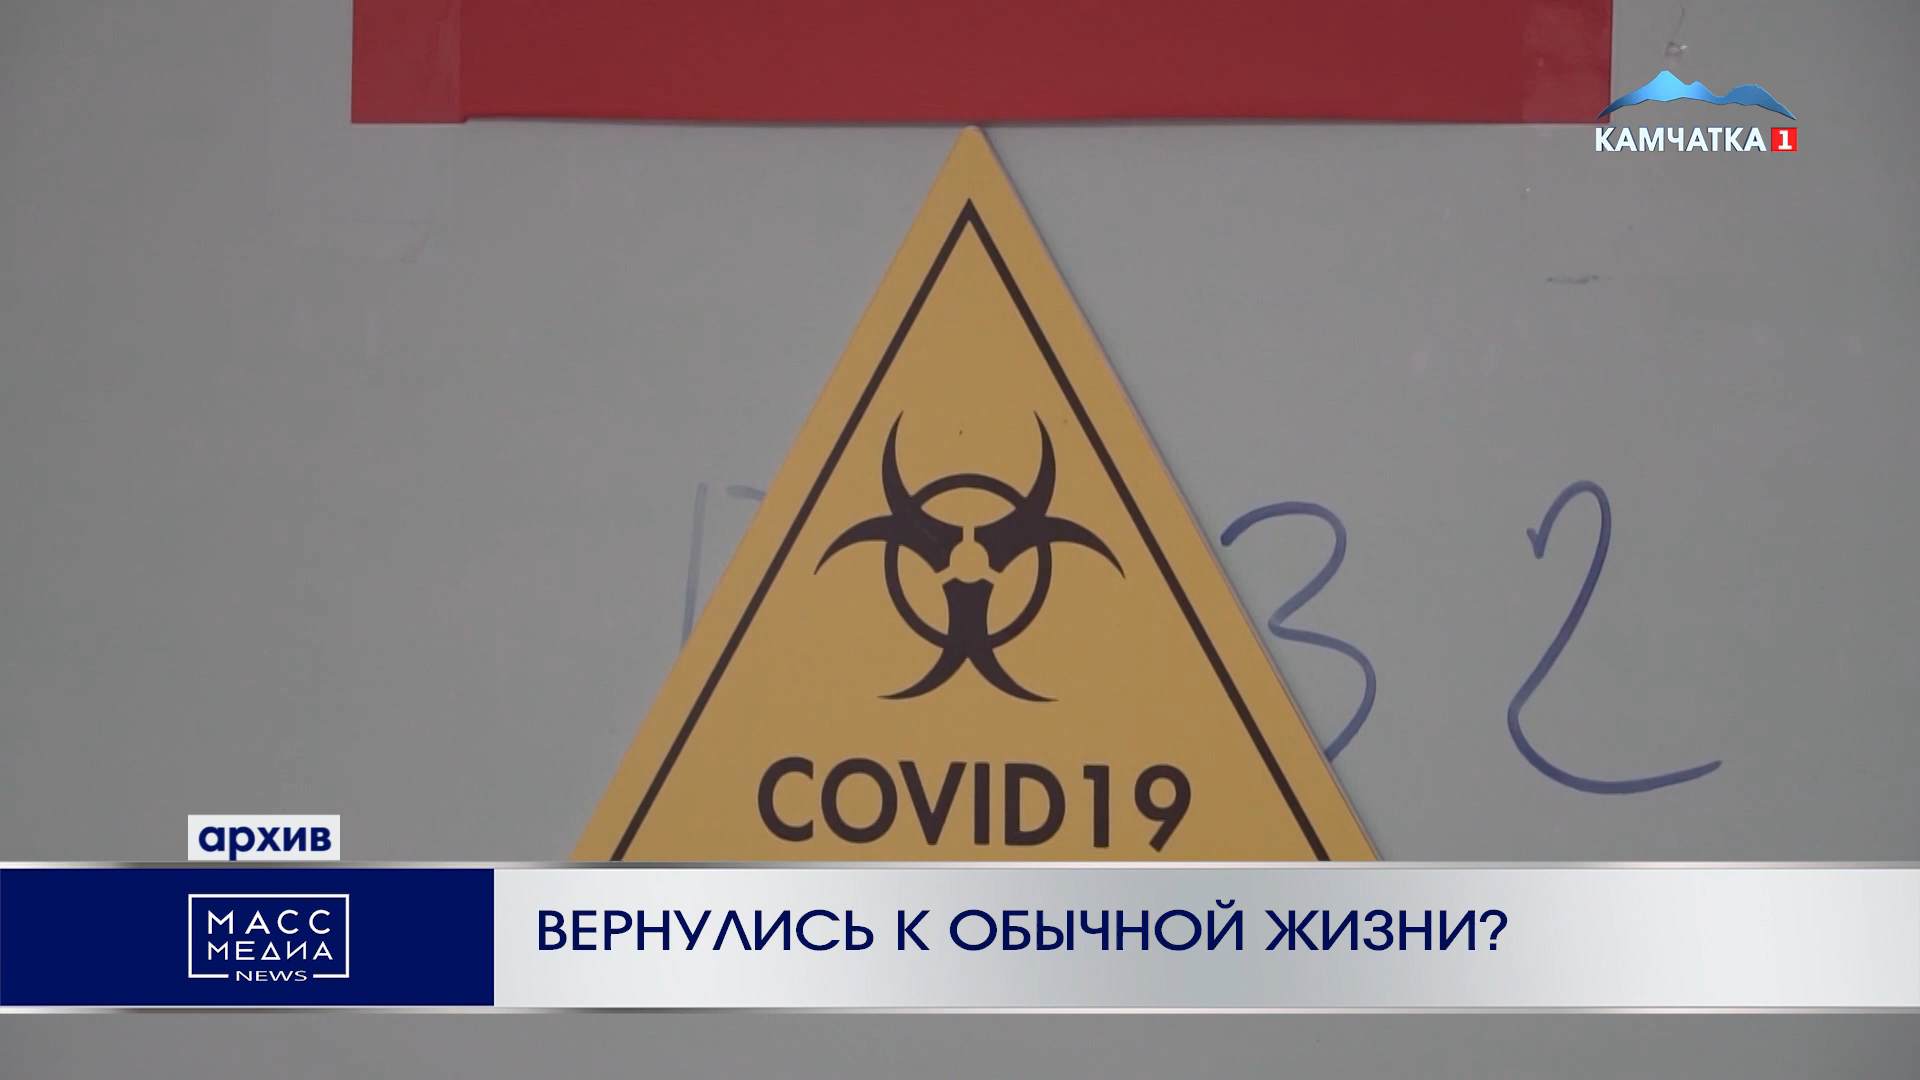 КАМЧАТКА 1
32
COVID19
архив
МАСС
МЕДИА
NEWS
ВЕРНУЛИСЬ К ОБЫЧНОЙ ЖИЗНИ?